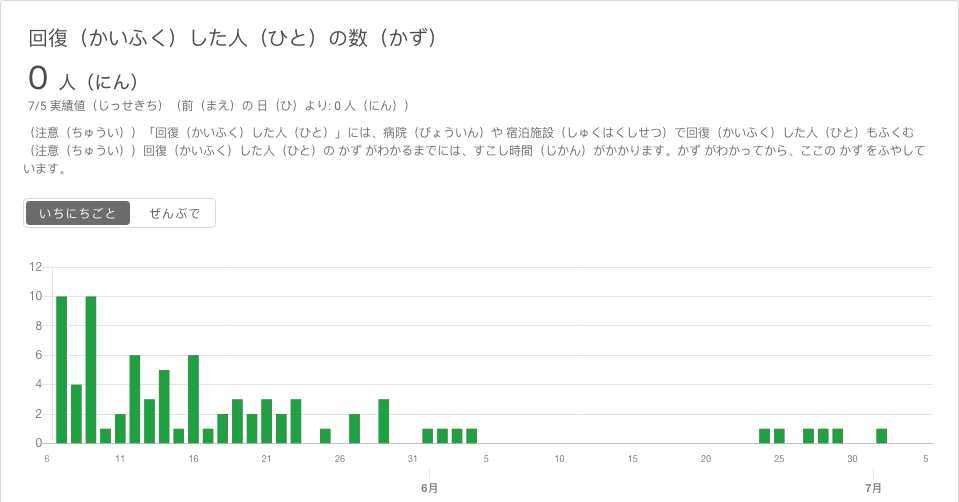 回復（かいふく）した人（ひと）の数（かず）
0 人（にん）
7/5 実績値（じっせきち）（前（まえ）の 日（ひ）より: 0 人（にん））
（注意（ちゅうい））「回復（かいふく）した人（ひと）」には、病院（びょういん）や 宿泊施設（しゅくはくしせつ）で回復（かいふく）した人（ひと）もふくむ
（注意（ちゅうい））回復（かいふく）した人（ひと）の かず がわかるまでには、すこし時間（じかん）がかかります。かず がわかってから、ここの かず をふやして
います。
いちにちごと ぜんぶで
12
10
8
6
4
2
0
6 11 16 21 26 31 5 10 15 20 25 30 5
6月 7月